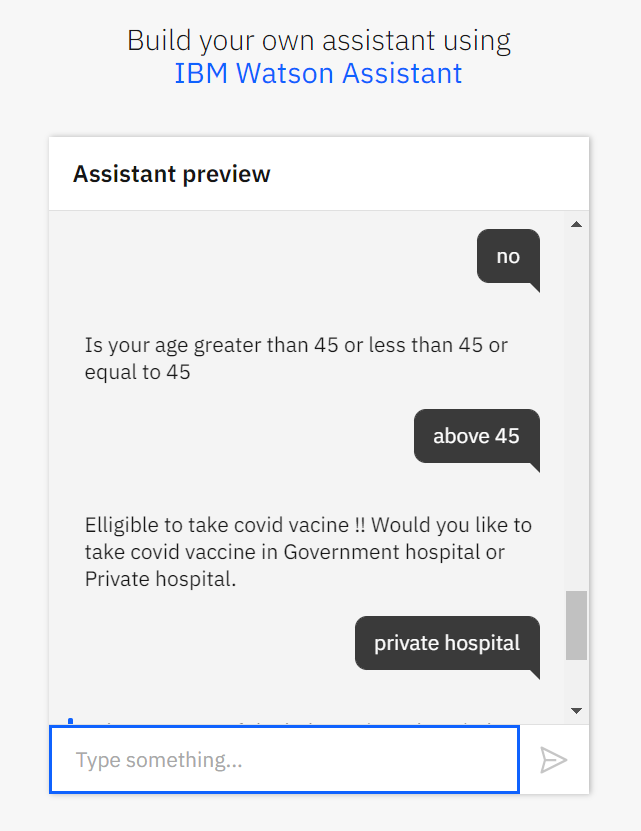 Build your own assistant using
IBM Watson Assistant
Assistant preview
no
Is your age greater than 45 or less than 45 or
equal to 45
above 45
Elligible to take covid vacine !! Would you like to
take covid vaccine in Government hospital or
Private hospital.
private hospital
Type something...